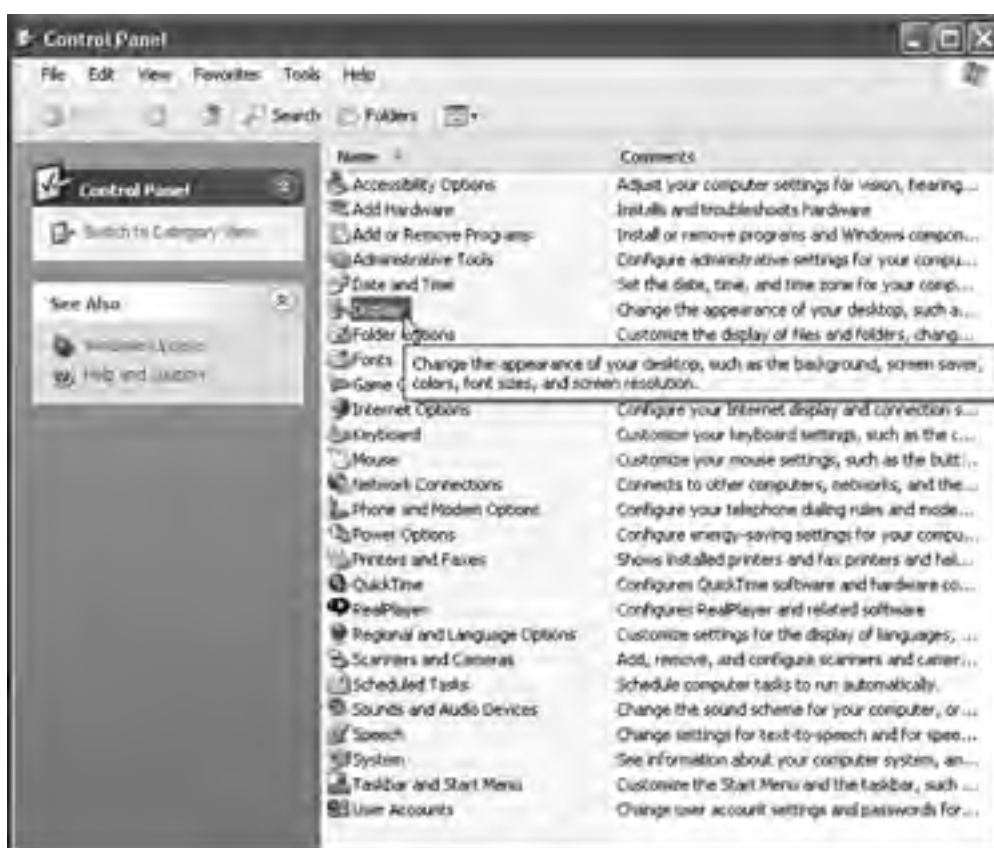 Control Panel
File Edit View Favorites Tools Help
Search Folders
Name Comments
Control Panel
Switch to Category View
See Also
Windows Update
Help and Support
Accessibility Options Adjust your computer settings for vision, hearing...
Add Hardware Installs and troubleshoots hardware
Add or Remove Programs Install or remove programs and Windows compon...
Administrative Tools Configure administrative settings for your compu...
Date and Time Set the date, time, and time zone for your comp...
Display Change the appearance of your desktop, such a...
Folder Options Customize the display of files and folders, chang...
Fonts
Change the appearance of your desktop, such as the background, screen saver,
Game
colors, font sizes, and screen resolution.
Internet Options Configure your Internet display and connection s...
Keyboard Customize your keyboard settings, such as the c...
Mouse Customize your mouse settings, such as the butt...
Network Connections Connects to other computers, networks, and the...
Phone and Modem Options Configure your telephone dialing rules and mode...
Power Options Configure energy-saving settings for your compu...
Printers and Faxes Shows installed printers and fax printers and hel...
QuickTime Configures QuickTime software and hardware co...
RealPlayer Configures RealPlayer and related software
Regional and Language Options Customize settings for the display of languages, ...
Scanners and Cameras Add, remove, and configure scanners and camer...
Scheduled Tasks Schedule computer tasks to run automatically.
Sounds and Audio Devices Change the sound scheme for your computer, or ...
Speech Change settings for text-to-speech and for spee...
System See information about your computer system, an...
Taskbar and Start Menu Customize the Start Menu and the taskbar, such ...
User Accounts Change user account settings and passwords for...